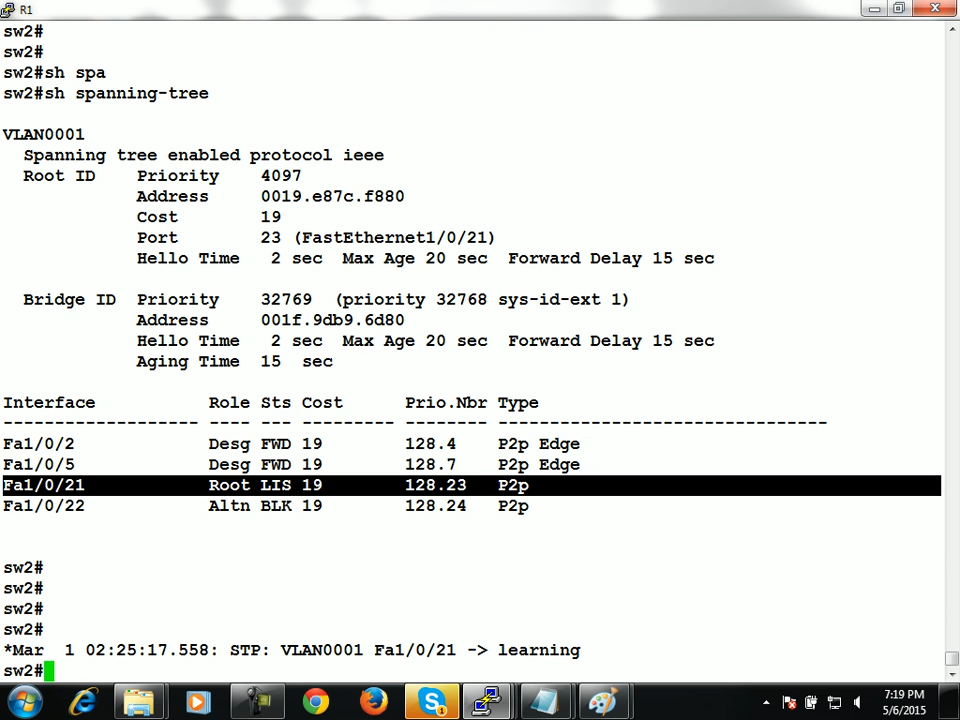 R1
sw2#
sw2#
sw2#sh spa
sw2#sh spanning-tree
VLAN0001
Spanning tree enabled protocol ieee
Root ID Priority 4097
Address 0019.e87c.f880
Cost 19
Port 23 (FastEthernet1/0/21)
Hello Time 2 sec Max Age 20 sec Forward Delay 15 sec
Bridge ID Priority 32769 (priority 32768 sys-id-ext 1)
Address 001f.9db9.6d80
Hello Time 2 sec Max Age 20 sec Forward Delay 15 sec
Aging Time 15 sec
Interface Role Sts Cost Prio.Nbr Type
------------------- ---- --- --------- -------- --------------------------------
Fa1/0/2 Desg FWD 19 128.4 P2p Edge
Fa1/0/5 Desg FWD 19 128.7 P2p Edge
Fa1/0/21 Root LIS 19 128.23 P2p
Fa1/0/22 Altn BLK 19 128.24 P2p
sw2#
sw2#
sw2#
sw2#
*Mar 1 02:25:17.558: STP: VLAN0001 Fa1/0/21 -> learning
sw2#
7:19 PM
5/6/2015